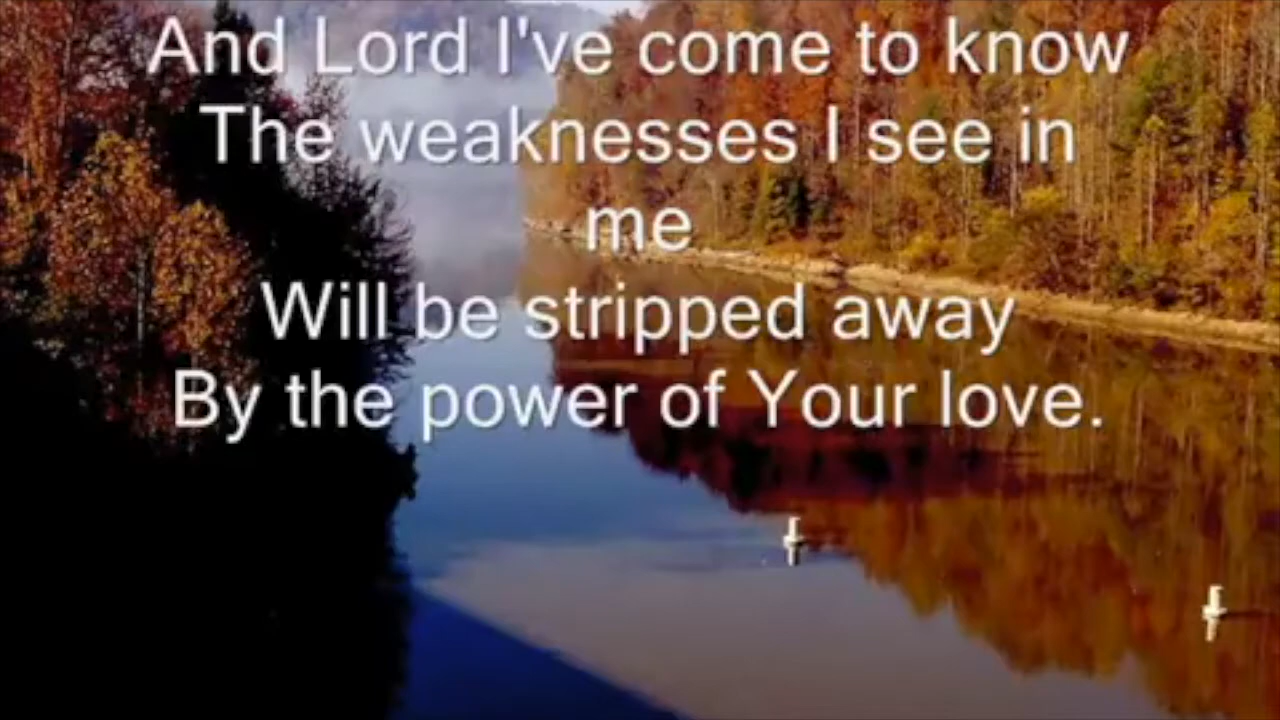 And Lord I've come to know
The weaknesses I see in
me
Will be stripped away
By the power of Your love.